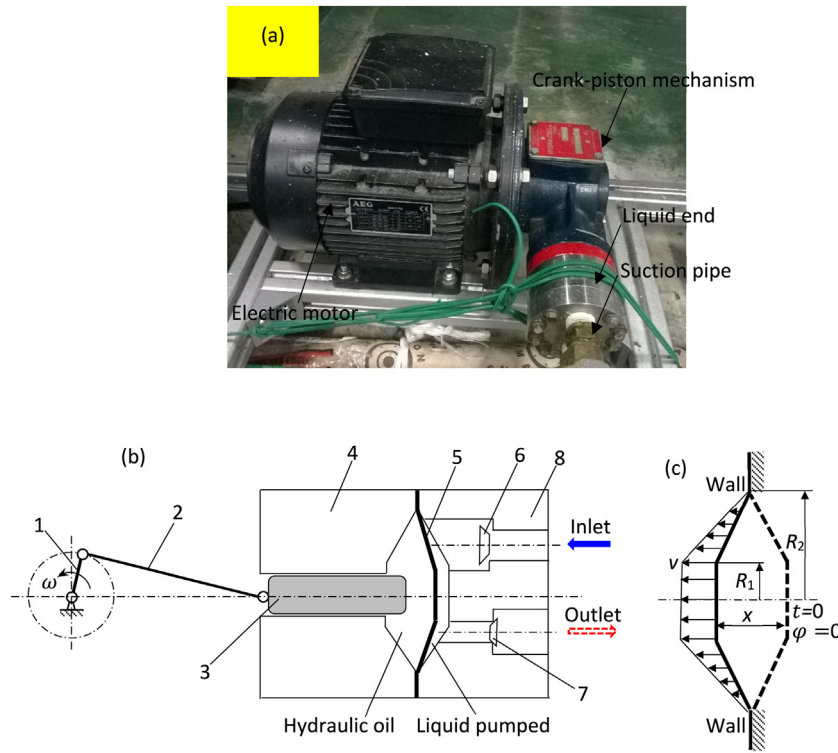 (a)
Crank-piston mechanism
AEG
Liquid end
Suction pipe
Electric motor
(b)
4
5
6
8
(c)
1
2
Wall
Inlet
ω
v
R₁
R₂
x
t=0
φ=0
Outlet
3
7
Hydraulic oil
Liquid pumped
Wall